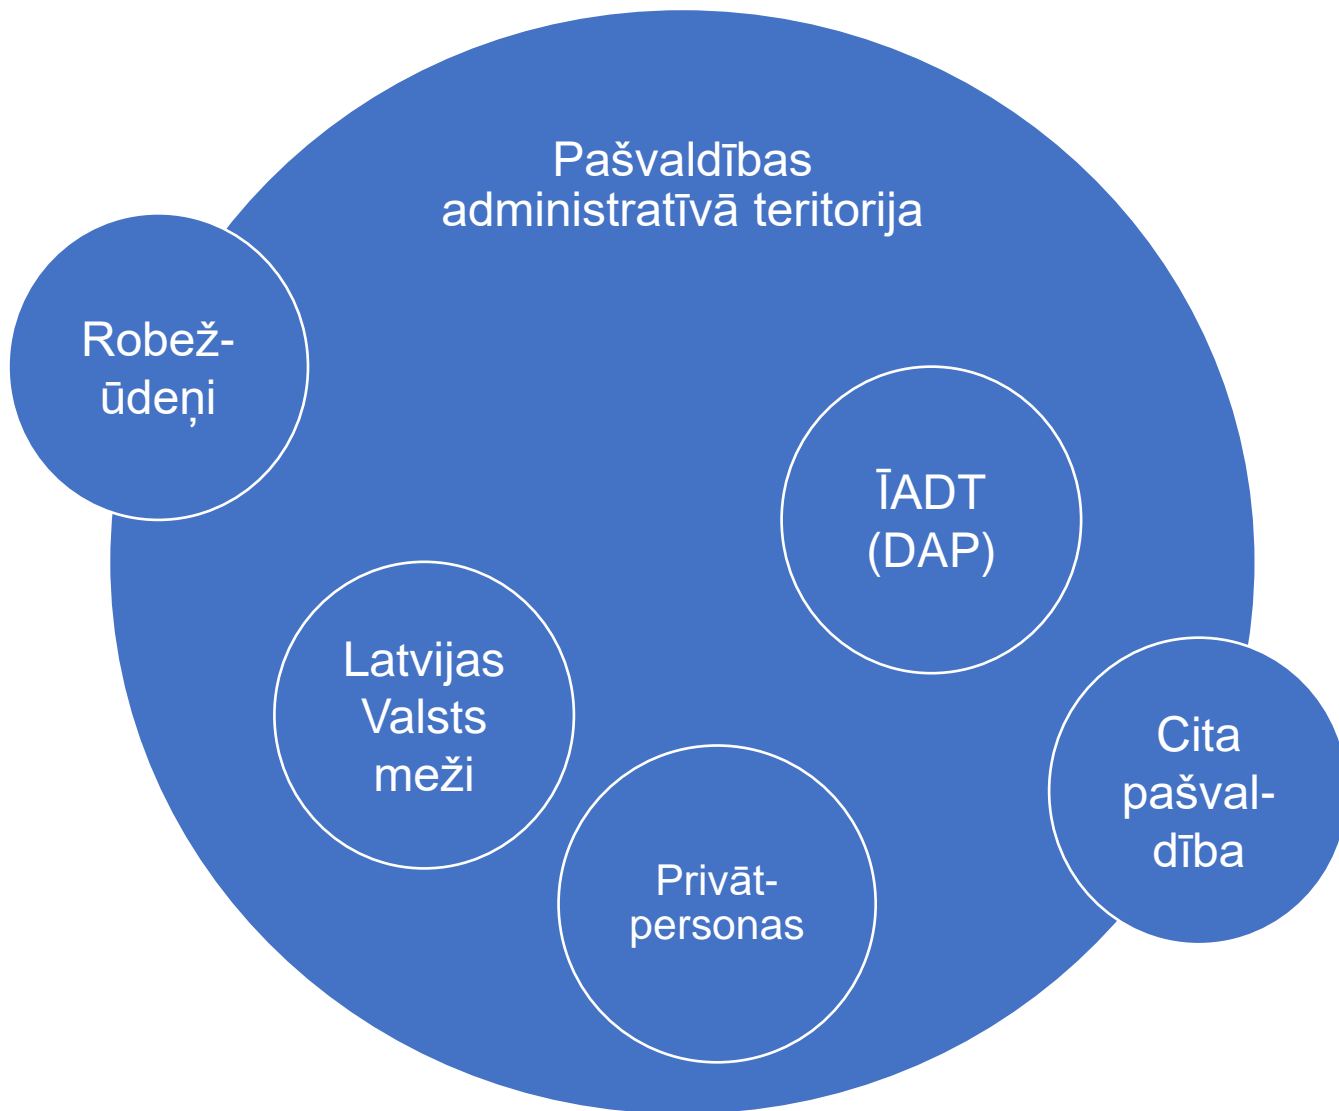 Pašvaldības
administratīvā teritorija
Robež-
ūdeņi
ĪADT
(DAP)
Latvijas
Valsts
meži
Cita
pašval-
dība
Privāt-
personas